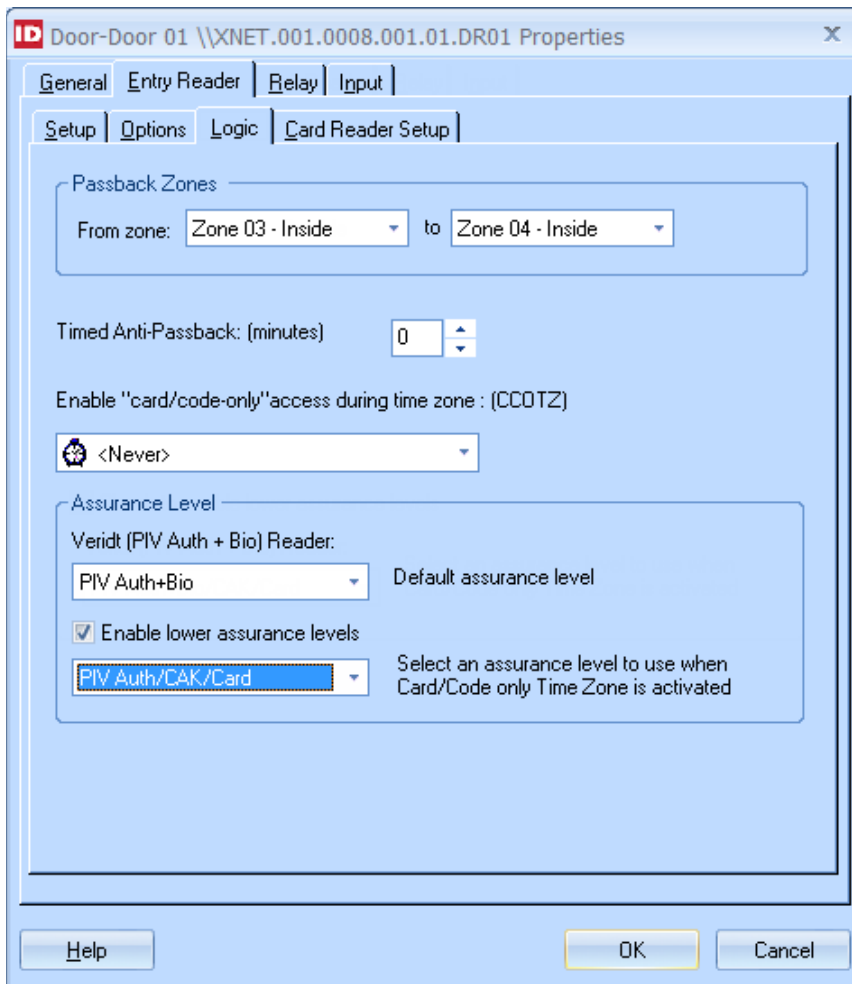 ID Door-Door 01 \\XNET.001.0008.001.01.DR01 Properties x
General Entry Reader Relay Input
Setup Options Logic Card Reader Setup
Passback Zones
From zone: Zone 03 - Inside to Zone 04 - Inside
Timed Anti-Passback: (minutes) 0
Enable "card/code-only"access during time zone : (CCOTZ)
<Never>
Assurance Level
Veridt (PIV Auth + Bio) Reader:
PIV Auth+Bio Default assurance level
Enable lower assurance levels
PIV Auth/CAK/Card Select an assurance level to use when
Card/Code only Time Zone is activated
Help OK Cancel